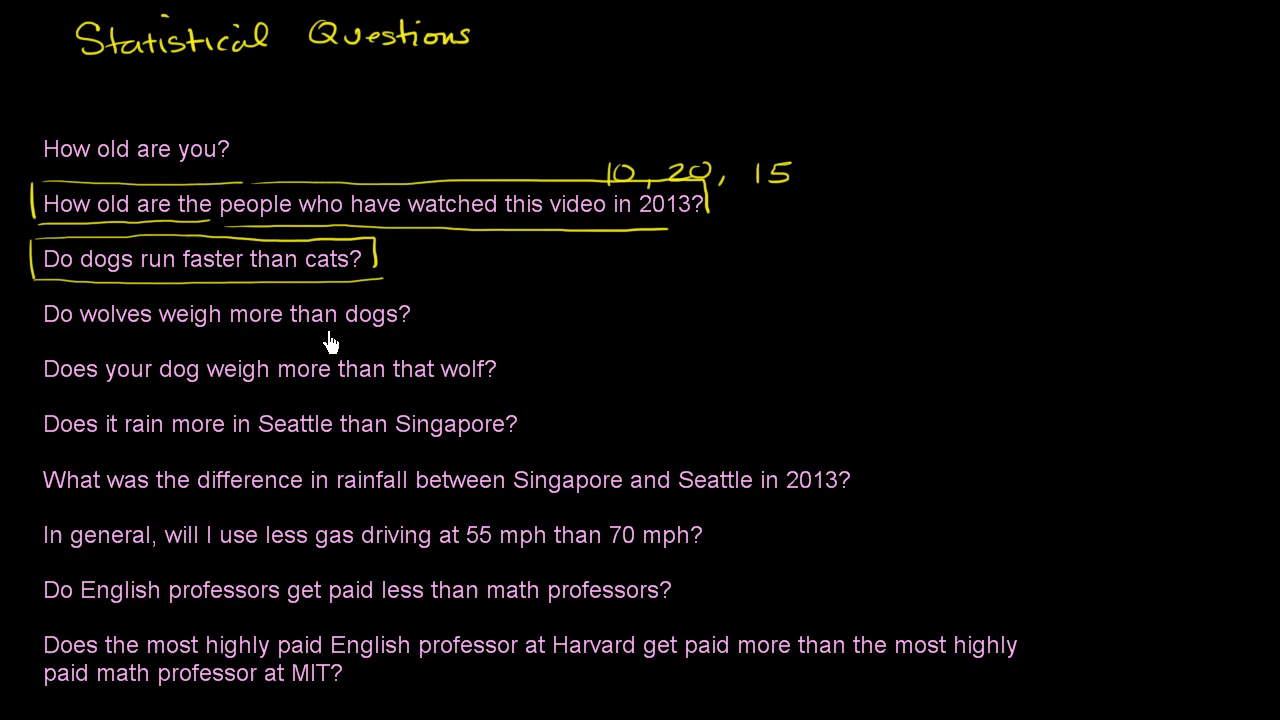 Statistical Questions
How old are you?
10, 20, 15
How old are the people who have watched this video in 2013?
Do dogs run faster than cats?
Do wolves weigh more than dogs?
Does your dog weigh more than that wolf?
Does it rain more in Seattle than Singapore?
What was the difference in rainfall between Singapore and Seattle in 2013?
In general, will I use less gas driving at 55 mph than 70 mph?
Do English professors get paid less than math professors?
Does the most highly paid English professor at Harvard get paid more than the most highly
paid math professor at MIT?